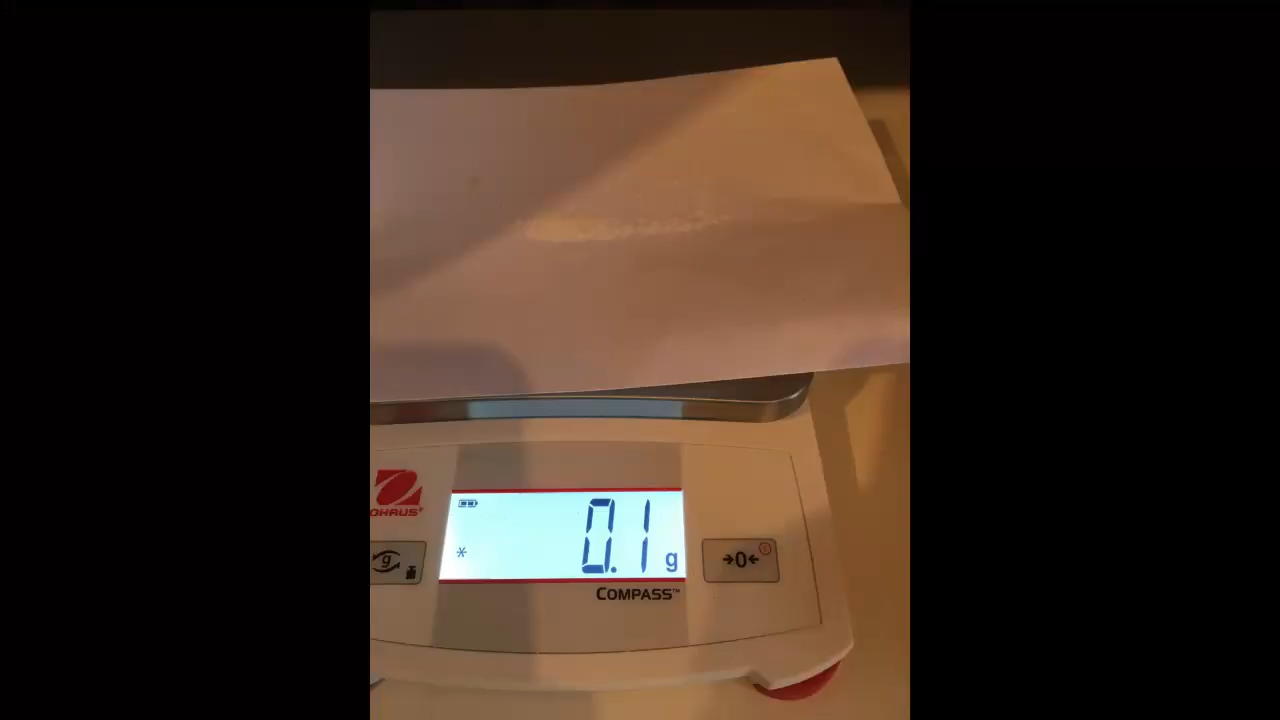 OHAUS
0.1 g
g
→0←
COMPASS™